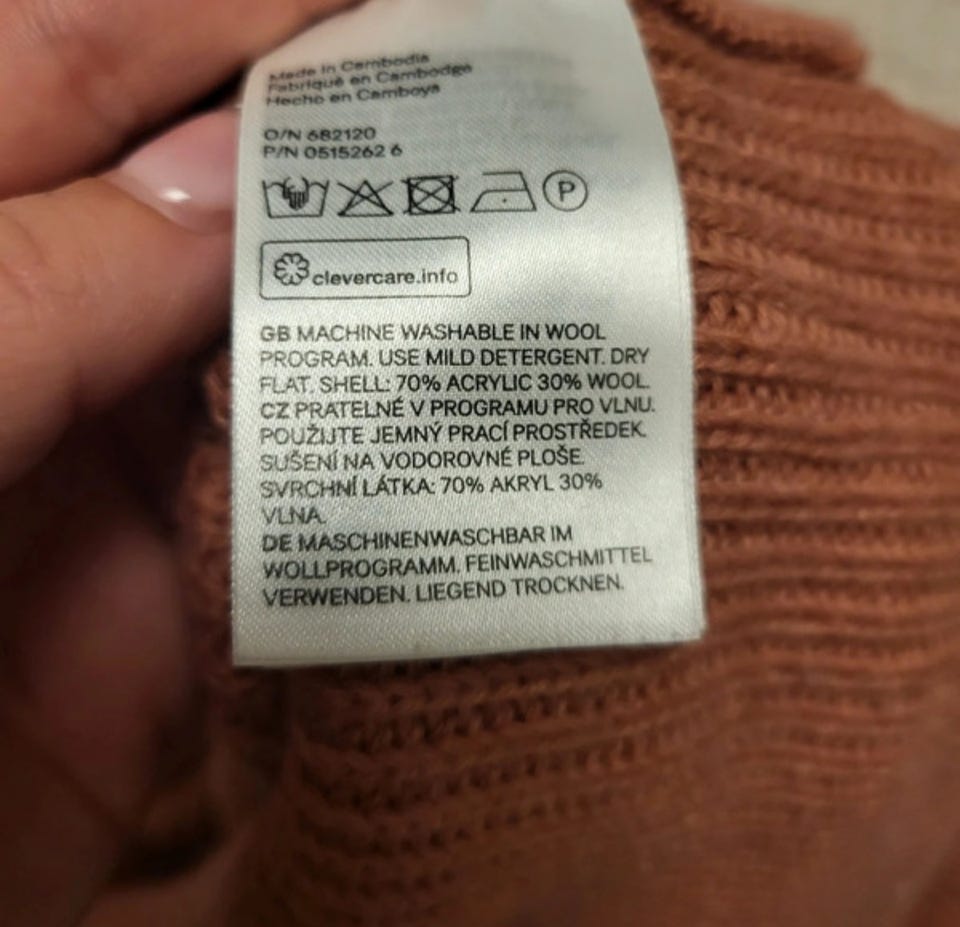 Made in Cambodia
Fabriqué en Cambodge
Hecho en Camboya
O/N 682120
P/N 0515262 6
P
clevercare.info
GB MACHINE WASHABLE IN WOOL
PROGRAM. USE MILD DETERGENT. DRY
FLAT. SHELL: 70% ACRYLIC 30% WOOL.
CZ PRATELNÉ V PROGRAMU PRO VLNU.
POUŽIJTE JEMNÝ PRACÍ PROSTŘEDEK.
SUŠENÍ NA VODOROVNÉ PLOŠE.
SVRCHNÍ LÁTKA: 70% AKRYL 30%
VLNA.
DE MASCHINENWASCHBAR IM
WOLLPROGRAMM. FEINWASCHMITTEL
VERWENDEN. LIEGEND TROCKNEN.